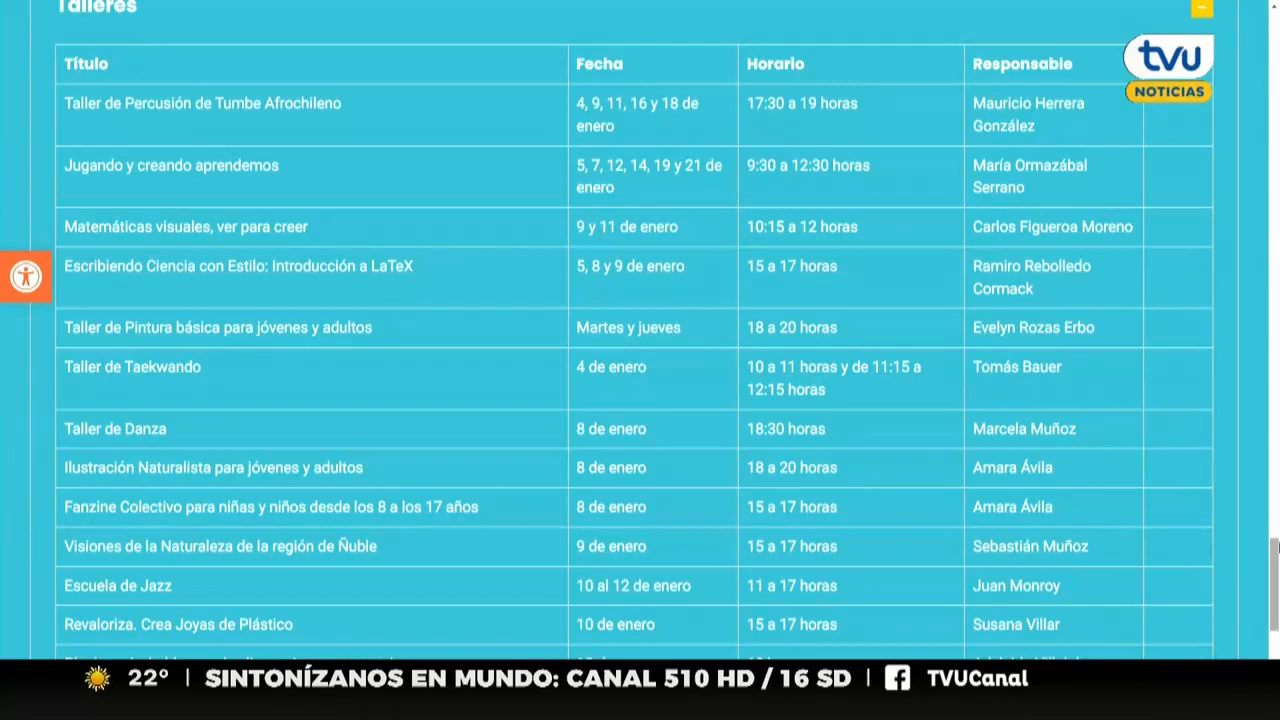 Talleres
Título Fecha Horario Responsable
tvu
NOTICIAS
Taller de Percusión de Tumbe Afrochileno 4, 9, 11, 16 y 18 de 17:30 a 19 horas Mauricio Herrera
enero González
Jugando y creando aprendemos 5, 7, 12, 14, 19 y 21 de 9:30 a 12:30 horas María Ormazábal
enero Serrano
Matemáticas visuales, ver para creer 9 y 11 de enero 10:15 a 12 horas Carlos Figueroa Moreno
Escribiendo Ciencia con Estilo: Introducción a LaTeX 5, 8 y 9 de enero 15 a 17 horas Ramiro Rebolledo
Cormack
Taller de Pintura básica para jóvenes y adultos Martes y jueves 18 a 20 horas Evelyn Rozas Erbo
Taller de Taekwando 4 de enero 10 a 11 horas y de 11:15 a Tomás Bauer
12:15 horas
Taller de Danza 8 de enero 18:30 horas Marcela Muñoz
Ilustración Naturalista para jóvenes y adultos 8 de enero 18 a 20 horas Amara Ávila
Fanzine Colectivo para niñas y niños desde los 8 a los 17 años 8 de enero 15 a 17 horas Amara Ávila
Visiones de la Naturaleza de la región de Ñuble 9 de enero 15 a 17 horas Sebastián Muñoz
Escuela de Jazz 10 al 12 de enero 11 a 17 horas Juan Monroy
Revaloriza. Crea Joyas de Plástico 10 de enero 15 a 17 horas Susana Villar
22° | SINTONÍZANOS EN MUNDO: CANAL 510 HD / 16 SD | TVUCanal